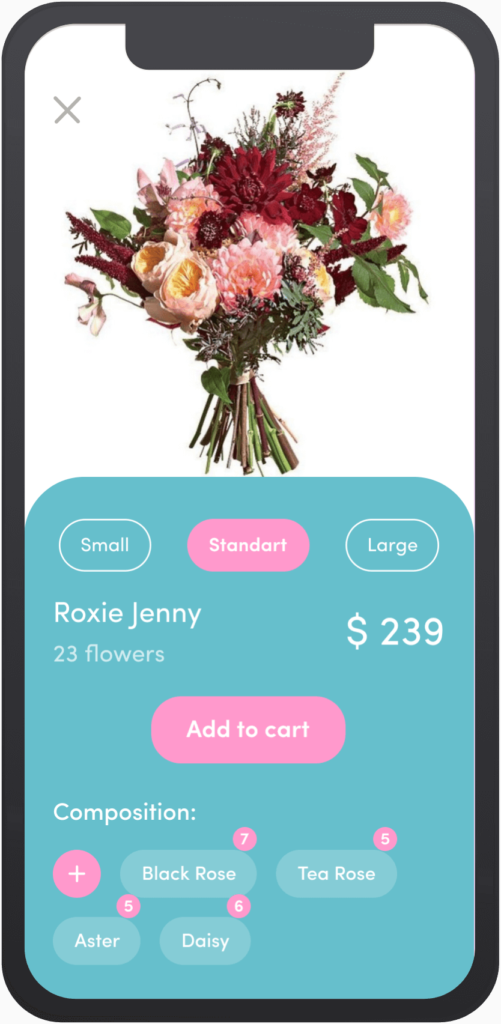 Small Standart Large
Roxie Jenny
$ 239
23 flowers
Add to cart
Composition:
+ Black Rose 7 Tea Rose 5
Aster 5 Daisy 6